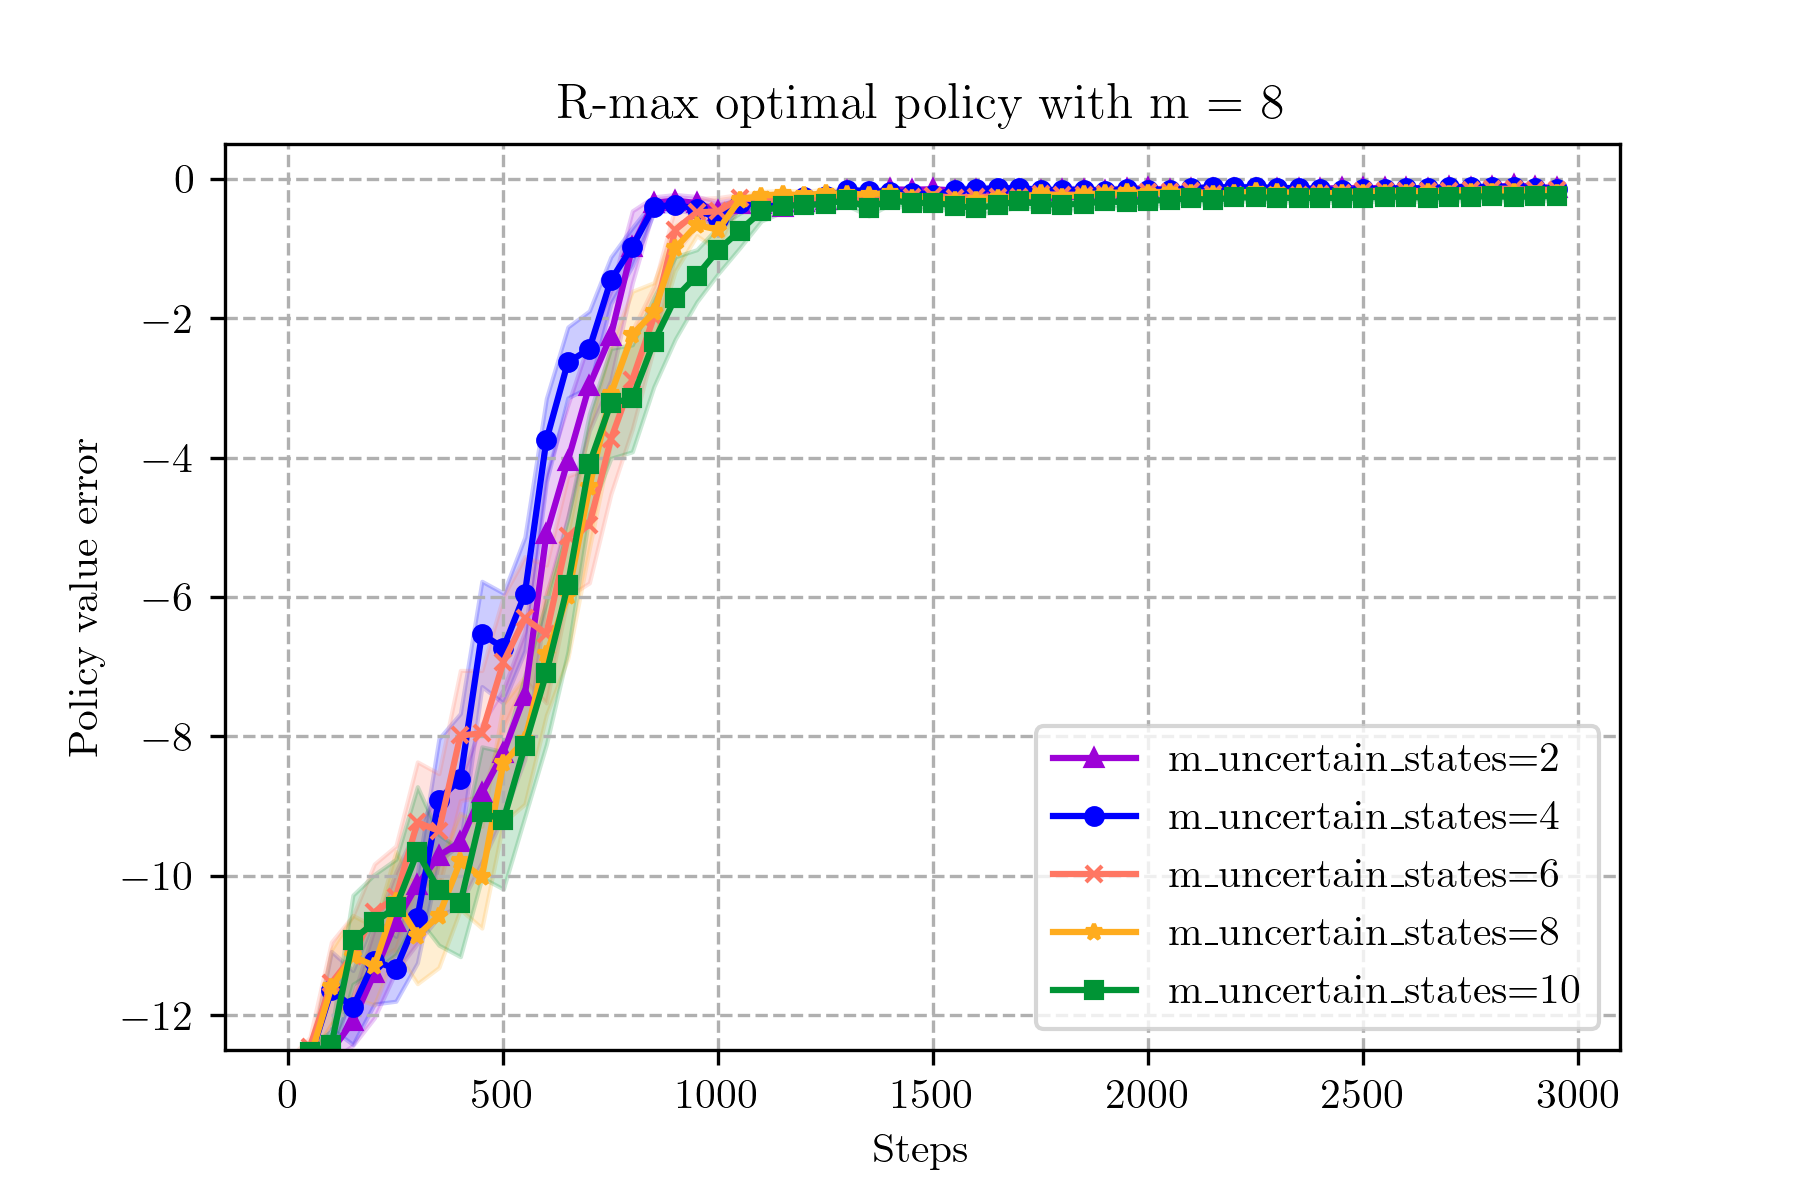 R-max optimal policy with m = 8
0
−2
−4
−6
−8
−10
−12
Policy value error
m_uncertain_states=2
m_uncertain_states=4
m_uncertain_states=6
m_uncertain_states=8
m_uncertain_states=10
0 500 1000 1500 2000 2500 3000
Steps